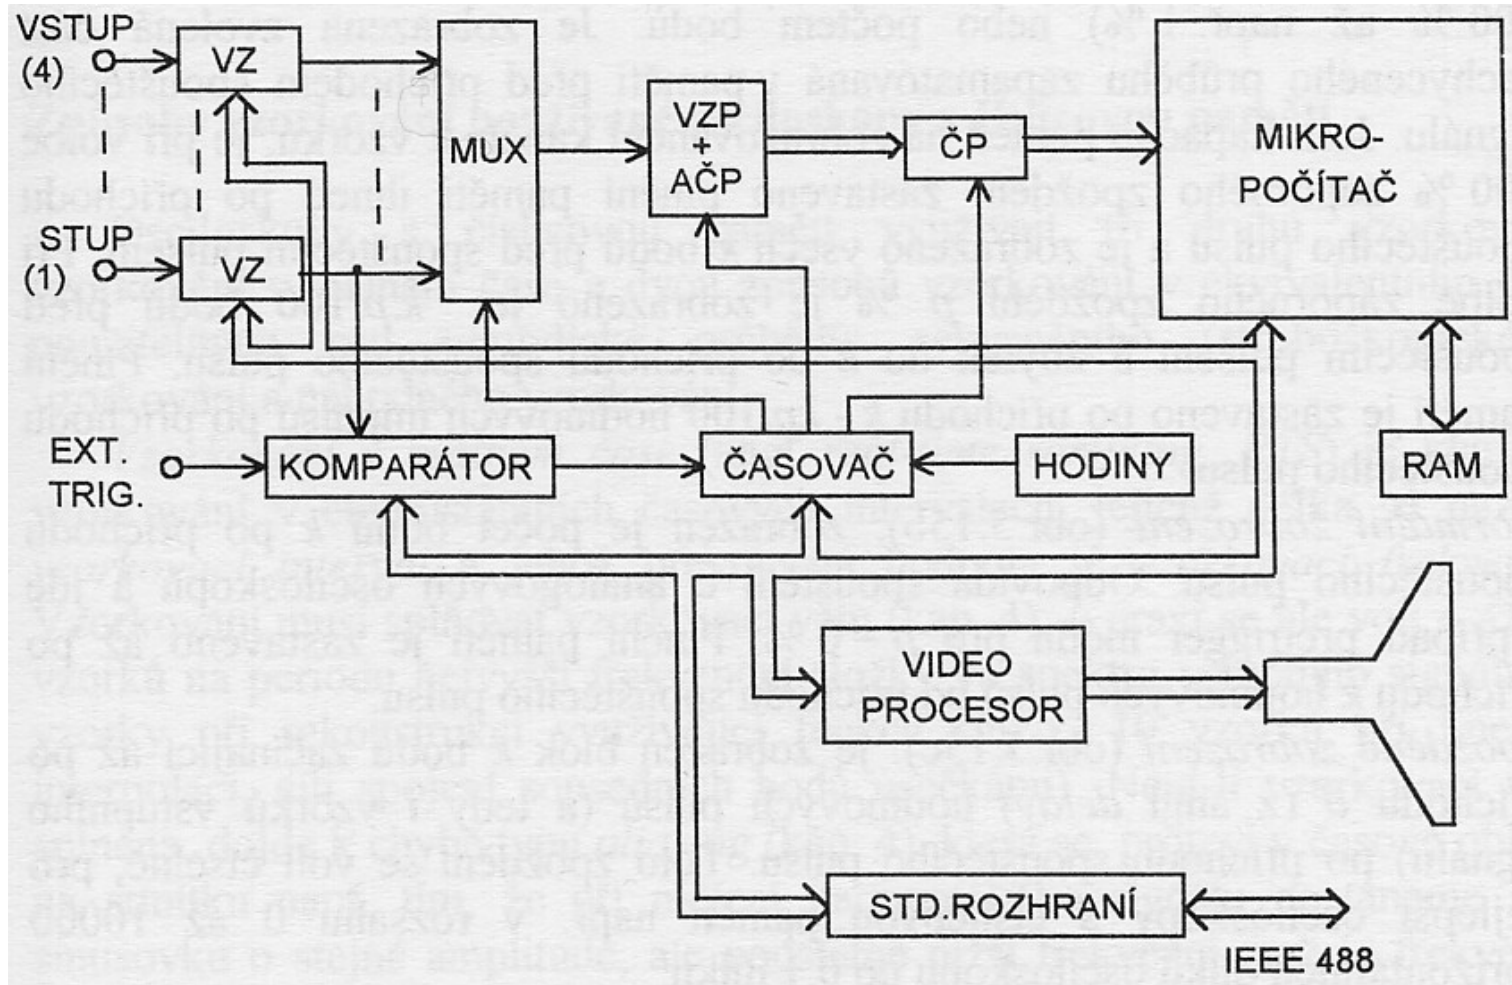 VSTUP
(4)
VZ
MUX
VZP
+
AČP
ČP
MIKRO-
POČÍTAČ
STUP
(1)
VZ
EXT.
TRIG.
KOMPARÁTOR
ČASOVAČ
HODINY
RAM
VIDEO
PROCESOR
STD.ROZHRANÍ
IEEE 488